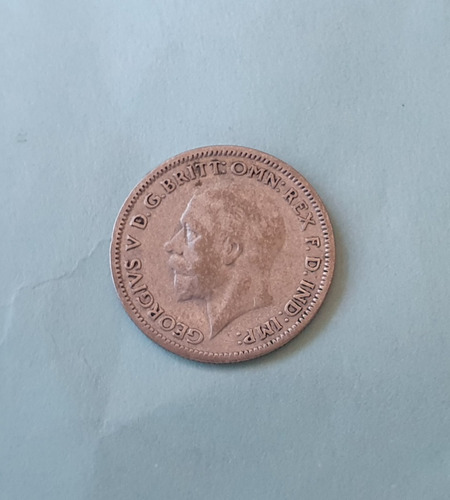 GEORGIVS V D. G. BRITT: OMN: REX F. D. IND: IMP: